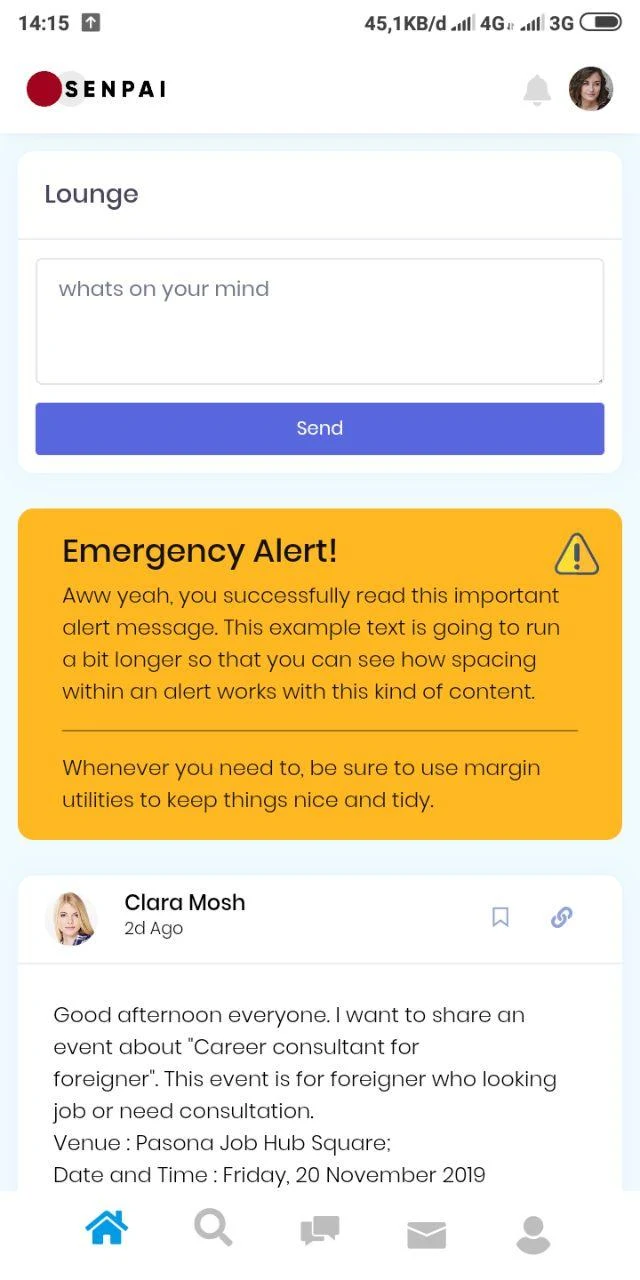 14:15 45,1KB/d 4G 3G
SENPAI
Lounge
whats on your mind
Send
Emergency Alert!
Aww yeah, you successfully read this important
alert message. This example text is going to run
a bit longer so that you can see how spacing
within an alert works with this kind of content.
Whenever you need to, be sure to use margin
utilities to keep things nice and tidy.
Clara Mosh
2d Ago
Good afternoon everyone. I want to share an
event about "Career consultant for
foreigner". This event is for foreigner who looking
job or need consultation.
Venue : Pasona Job Hub Square;
Date and Time : Friday, 20 November 2019